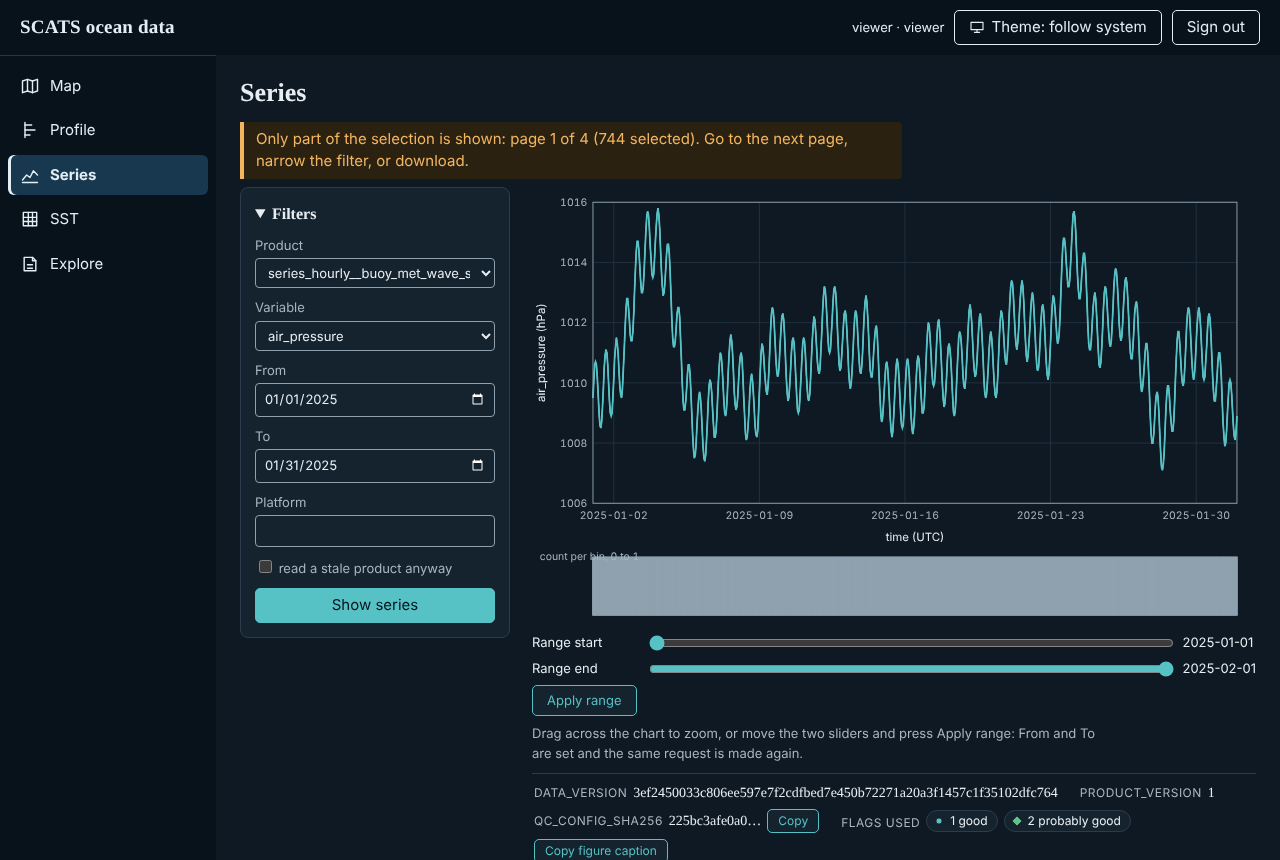 SCATS ocean data
viewer · viewer
Theme: follow system
Sign out
Map
Profile
Series
SST
Explore
Series
Only part of the selection is shown: page 1 of 4 (744 selected). Go to the next page,
narrow the filter, or download.
▼ Filters
Product
series_hourly__buoy_met_wave_s
Variable
air_pressure
From
01/01/2025
To
01/31/2025
Platform
read a stale product anyway
Show series
air_pressure (hPa)
1016
1014
1012
1010
1008
1006
2025-01-02
2025-01-09
2025-01-16
2025-01-23
2025-01-30
time (UTC)
count per bin, 0 to 1
Range start
2025-01-01
Range end
2025-02-01
Apply range
Drag across the chart to zoom, or move the two sliders and press Apply range: From and To
are set and the same request is made again.
DATA_VERSION 3ef2450033c806ee597e7f2cdfbed7e450b72271a20a3f1457c1f35102dfc764 PRODUCT_VERSION 1
QC_CONFIG_SHA256 225bc3afe0a0… Copy FLAGS USED 1 good 2 probably good
Copy figure caption